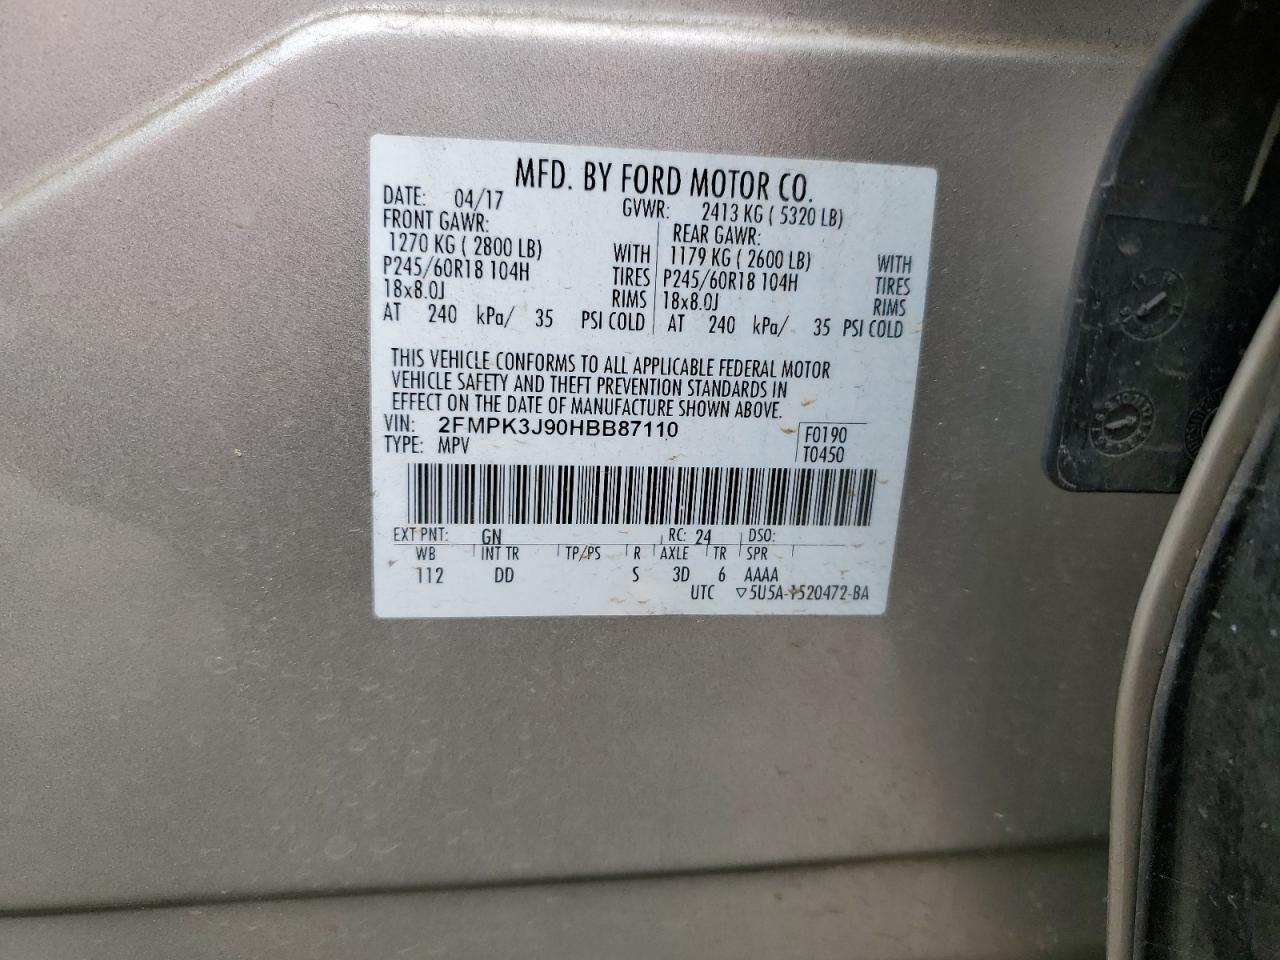 MFD. BY FORD MOTOR CO.
DATE: 04/17 GVWR: 2413 KG ( 5320 LB)
FRONT GAWR: REAR GAWR:
1270 KG ( 2800 LB) WITH 1179 KG ( 2600 LB) WITH
P245/60R18 104H TIRES P245/60R18 104H TIRES
18x8.0J RIMS 18x8.0J RIMS
AT 240 kPa/ 35 PSI COLD AT 240 kPa/ 35 PSI COLD
THIS VEHICLE CONFORMS TO ALL APPLICABLE FEDERAL MOTOR
VEHICLE SAFETY AND THEFT PREVENTION STANDARDS IN
EFFECT ON THE DATE OF MANUFACTURE SHOWN ABOVE.
VIN: 2FMPK3J90HBB87110 F0190
TYPE: MPV T0450
EXT PNT: GN RC: 24 DSO:
WB INT TR TP/PS R AXLE TR SPR
112 DD S 3D 6 AAAA
UTC ▽5U5A-1520472-BA